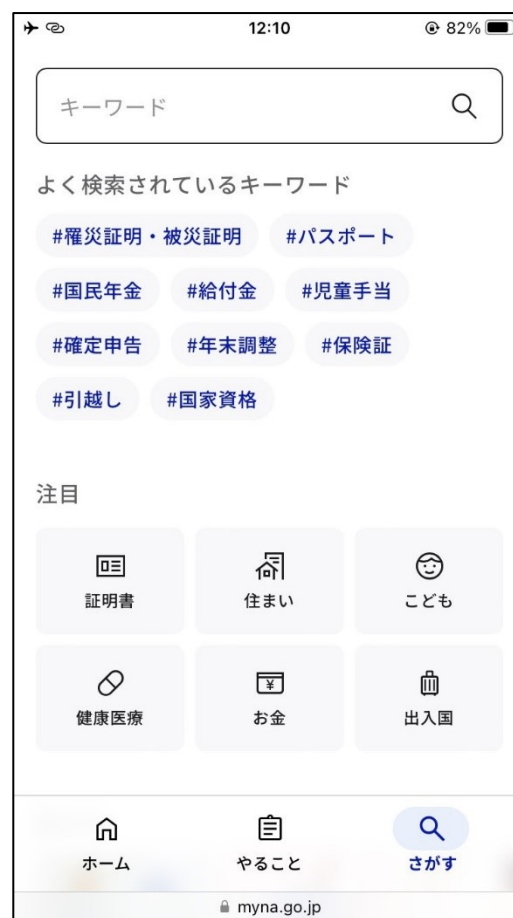 12:10
82%
キーワード
よく検索されているキーワード
#罹災証明・被災証明 #パスポート
#国民年金 #給付金 #児童手当
#確定申告 #年末調整 #保険証
#引越し #国家資格
注目
証明書 住まい こども
¥
健康医療 お金 出入国
ホーム やること さがす
myna.go.jp